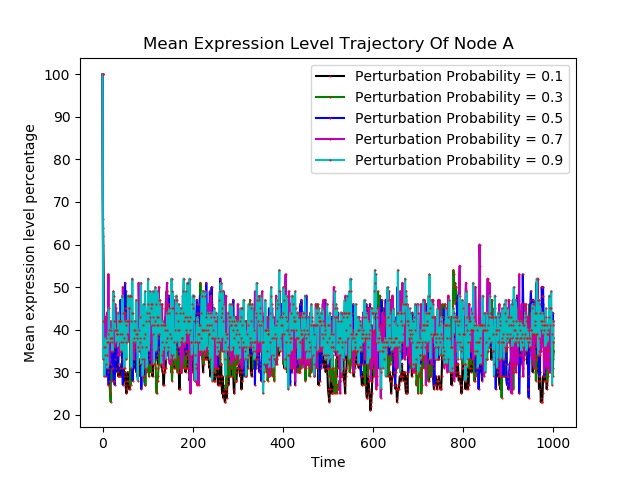 Mean Expression Level Trajectory Of Node A
Perturbation Probability = 0.1
Perturbation Probability = 0.3
Perturbation Probability = 0.5
Perturbation Probability = 0.7
Perturbation Probability = 0.9
Mean expression level percentage
100
90
80
70
60
50
40
30
20
0 200 400 600 800 1000
Time